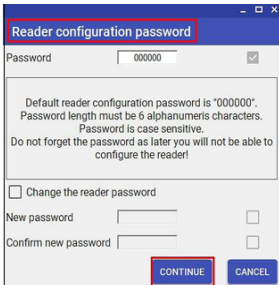 Reader configuration password
Password 000000
Default reader configuration password is "000000".
Password length must be 6 alphanumeris characters.
Password is case sensitive.
Do not forget the password as later you will not be able to
configure the reader!
Change the reader password
New password
Confirm new password
CONTINUE CANCEL